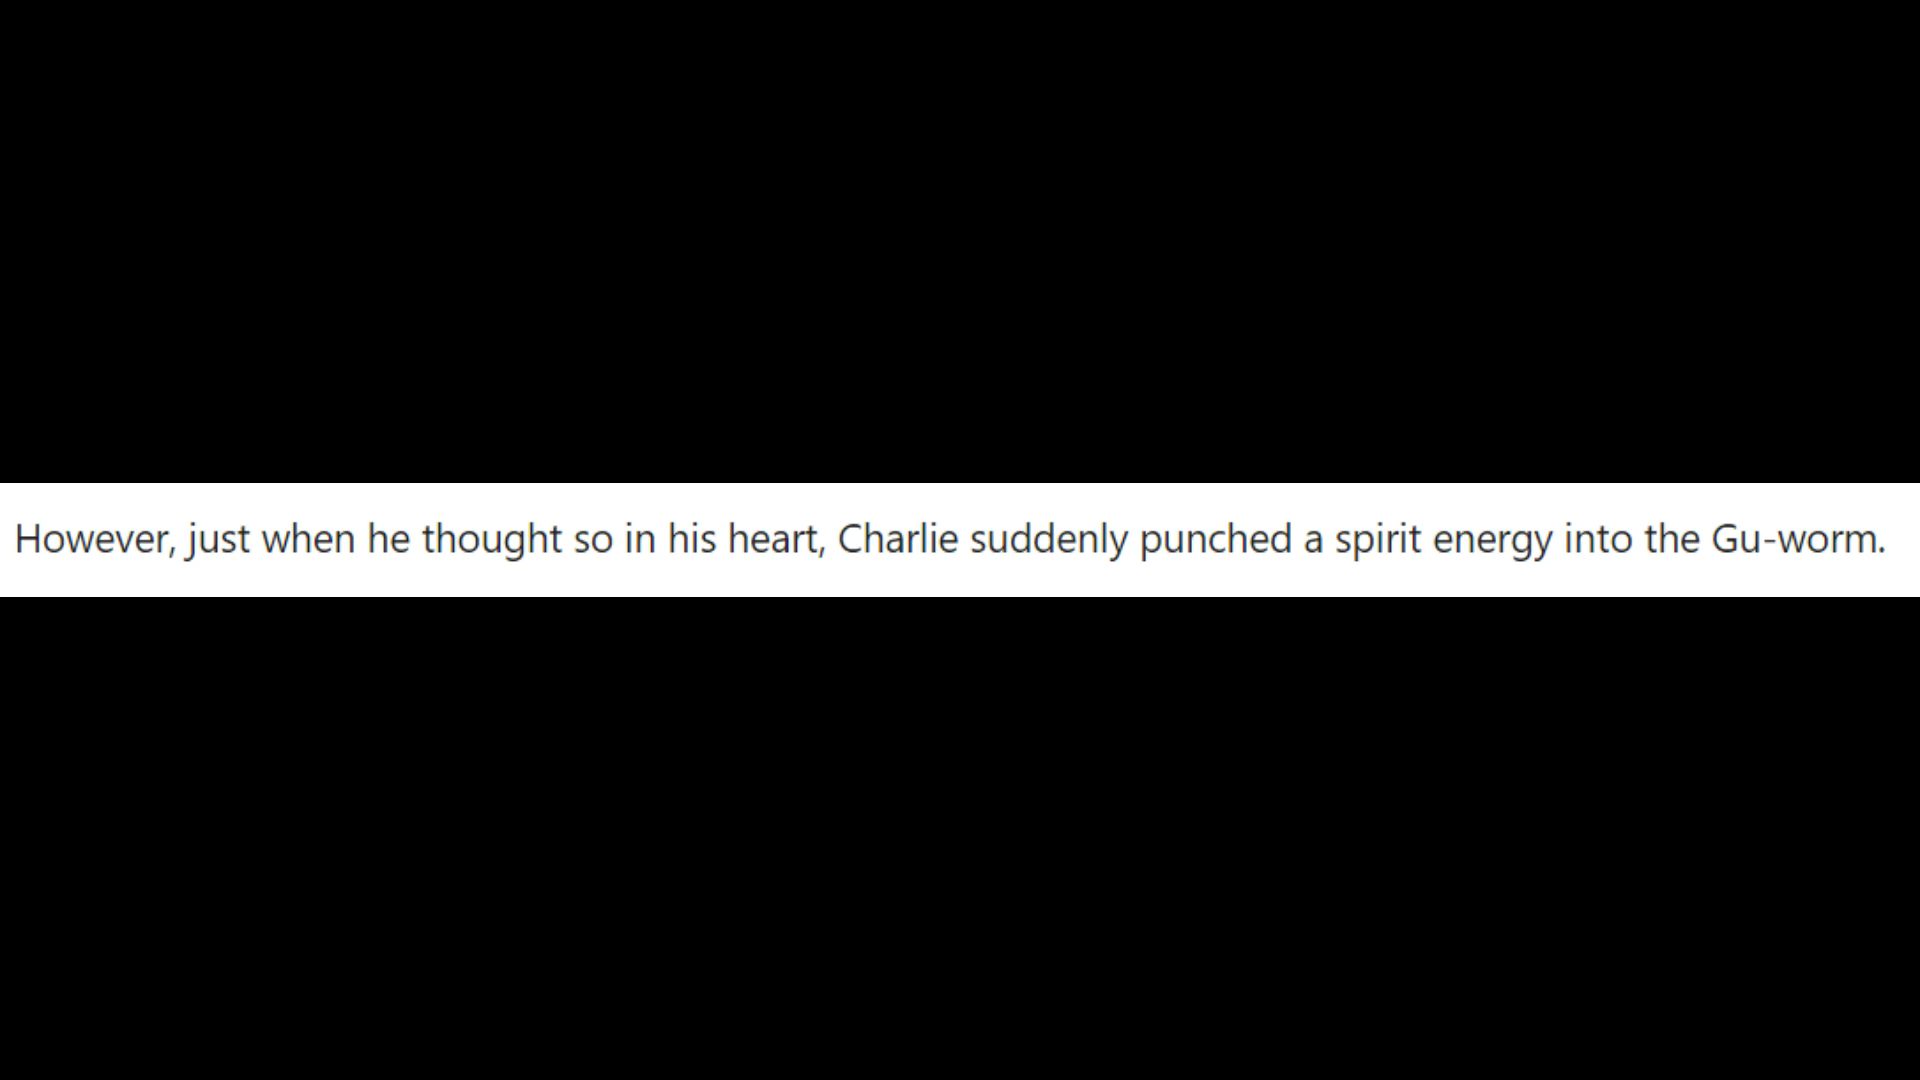 However, just when he thought so in his heart, Charlie suddenly punched a spirit energy into the Gu-worm.